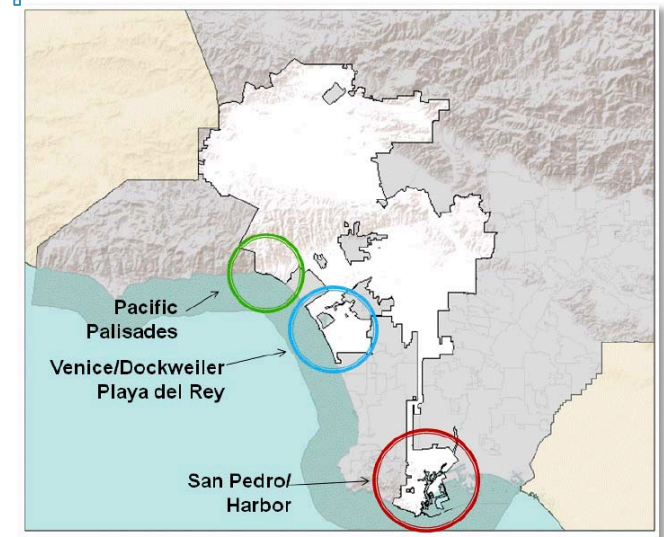 Pacific
Palisades
Venice/Dockweiler
Playa del Rey
San Pedro/
Harbor